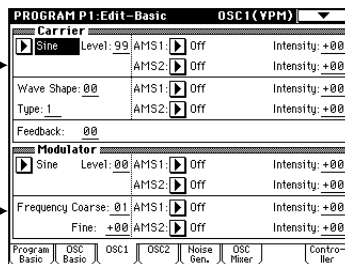 PROGRAM P1:Edit-Basic OSC1(VPM)
Carrier
Sine Level: 99 AMS1: Off Intensity: +00
AMS2: Off Intensity: +00
Wave Shape: 00 AMS1: Off Intensity: +00
Type: 1 AMS2: Off Intensity: +00
Feedback: 00
Modulator
Sine Level: 00 AMS1: Off Intensity: +00
AMS2: Off Intensity: +00
Frequency Coarse: 01 AMS1: Off Intensity: +00
Fine: +00 AMS2: Off Intensity: +00
Program Basic OSC Basic OSC1 OSC2 Noise Gen. OSC Mixer Contro-ller